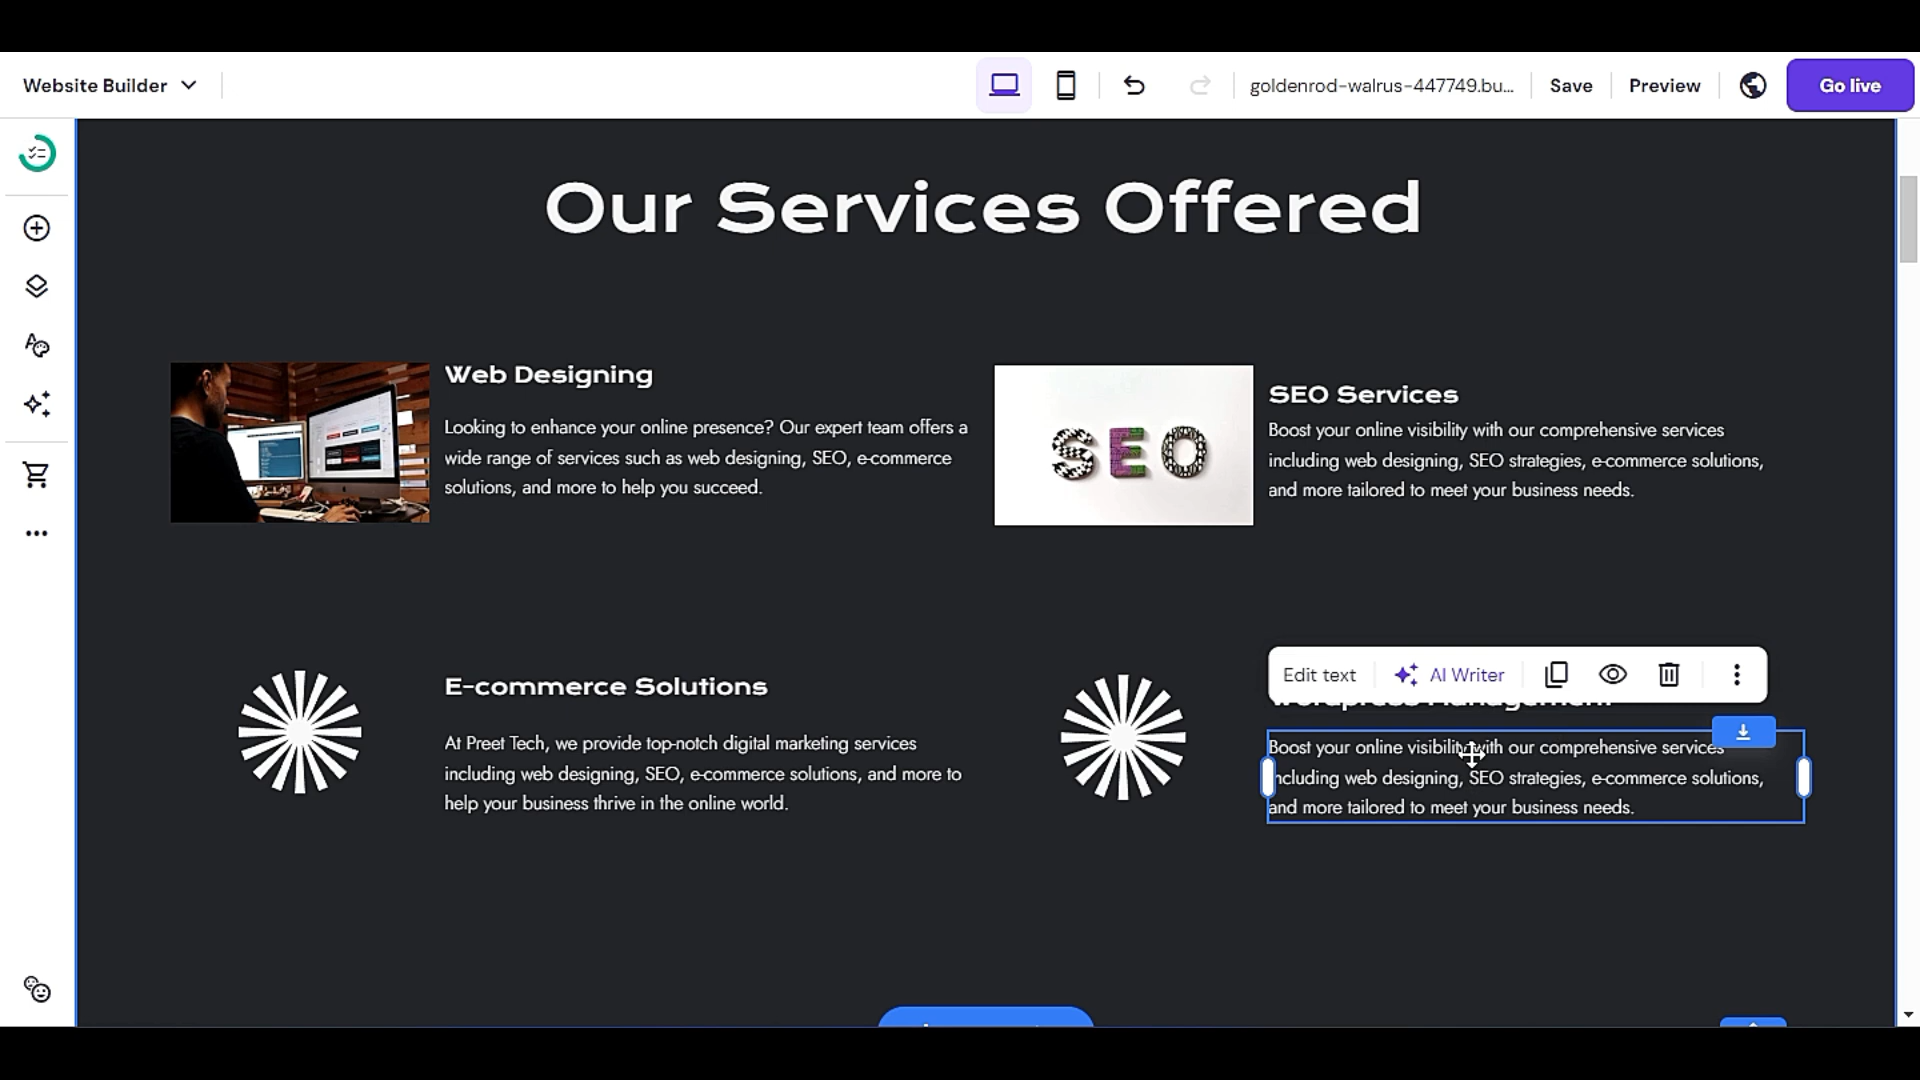 Website Builder
goldenrod-walrus-447749.bu...
Save
Preview
Go live
Our Services Offered
Web Designing
Looking to enhance your online presence? Our expert team offers a
wide range of services such as web designing, SEO, e-commerce
solutions, and more to help you succeed.
SEO
SEO Services
Boost your online visibility with our comprehensive services
including web designing, SEO strategies, e-commerce solutions,
and more tailored to meet your business needs.
E-commerce Solutions
At Preet Tech, we provide top-notch digital marketing services
including web designing, SEO, e-commerce solutions, and more to
help your business thrive in the online world.
Edit text
AI Writer
Wordpress Management
Boost your online visibility with our comprehensive services
including web designing, SEO strategies, e-commerce solutions,
and more tailored to meet your business needs.